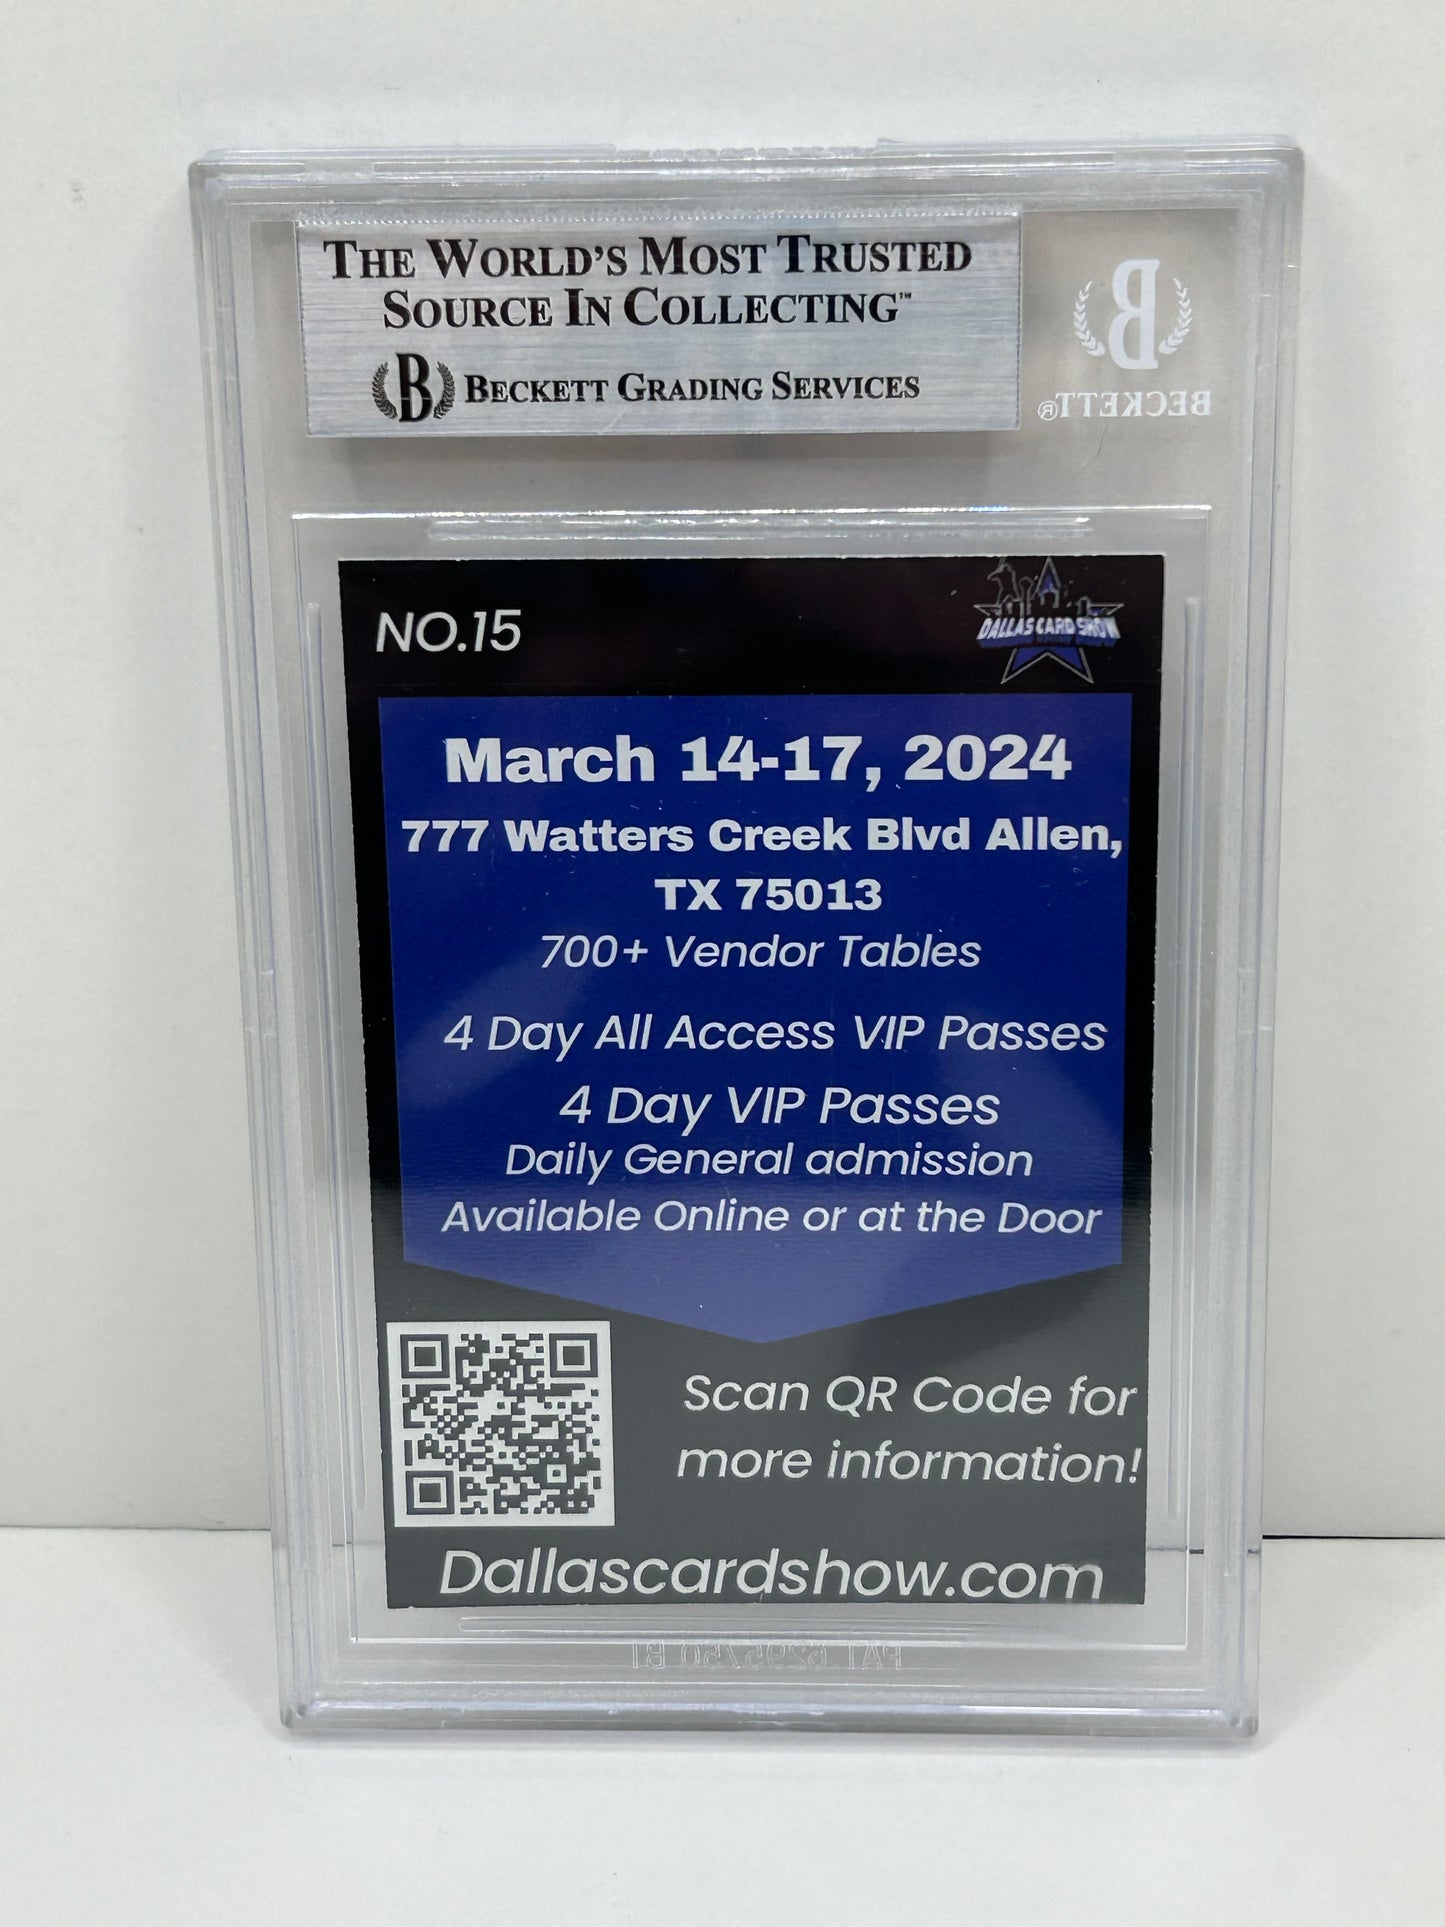 THE WORLD'S MOST TRUSTED
SOURCE IN COLLECTING™
B BECKETT GRADING SERVICES
B
BECKETT®
NO.15
DALLAS CARD SHOW
March 14-17, 2024
777 Watters Creek Blvd Allen,
TX 75013
700+ Vendor Tables
4 Day All Access VIP Passes
4 Day VIP Passes
Daily General admission
Available Online or at the Door
Scan QR Code for
more information!
Dallascardshow.com